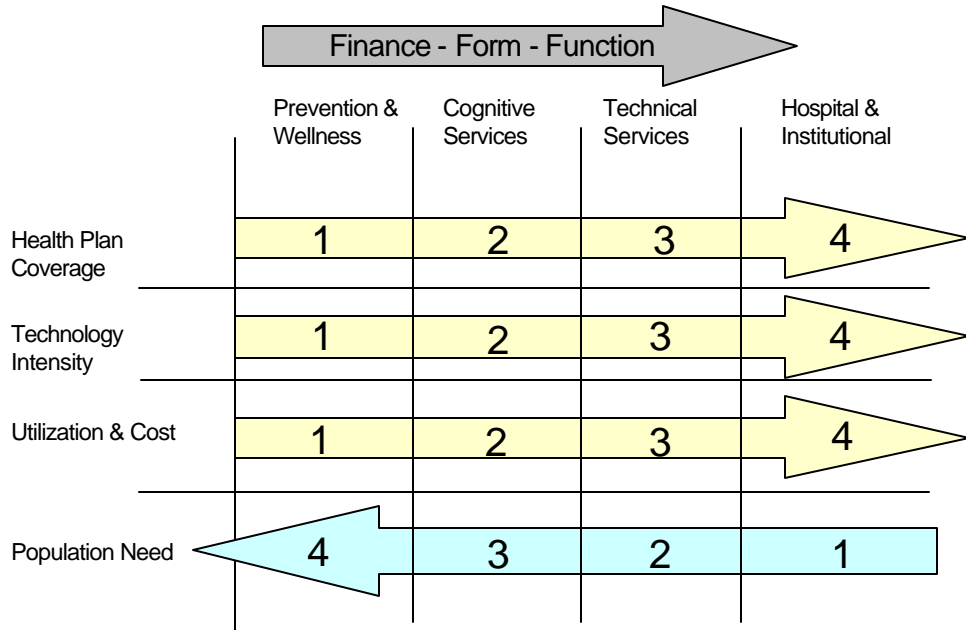 Finance - Form - Function
Prevention &
Wellness
Cognitive
Services
Technical
Services
Hospital &
Institutional
Health Plan
Coverage
1 2 3 4
Technology
Intensity
1 2 3 4
Utilization & Cost
1 2 3 4
Population Need
4 3 2 1